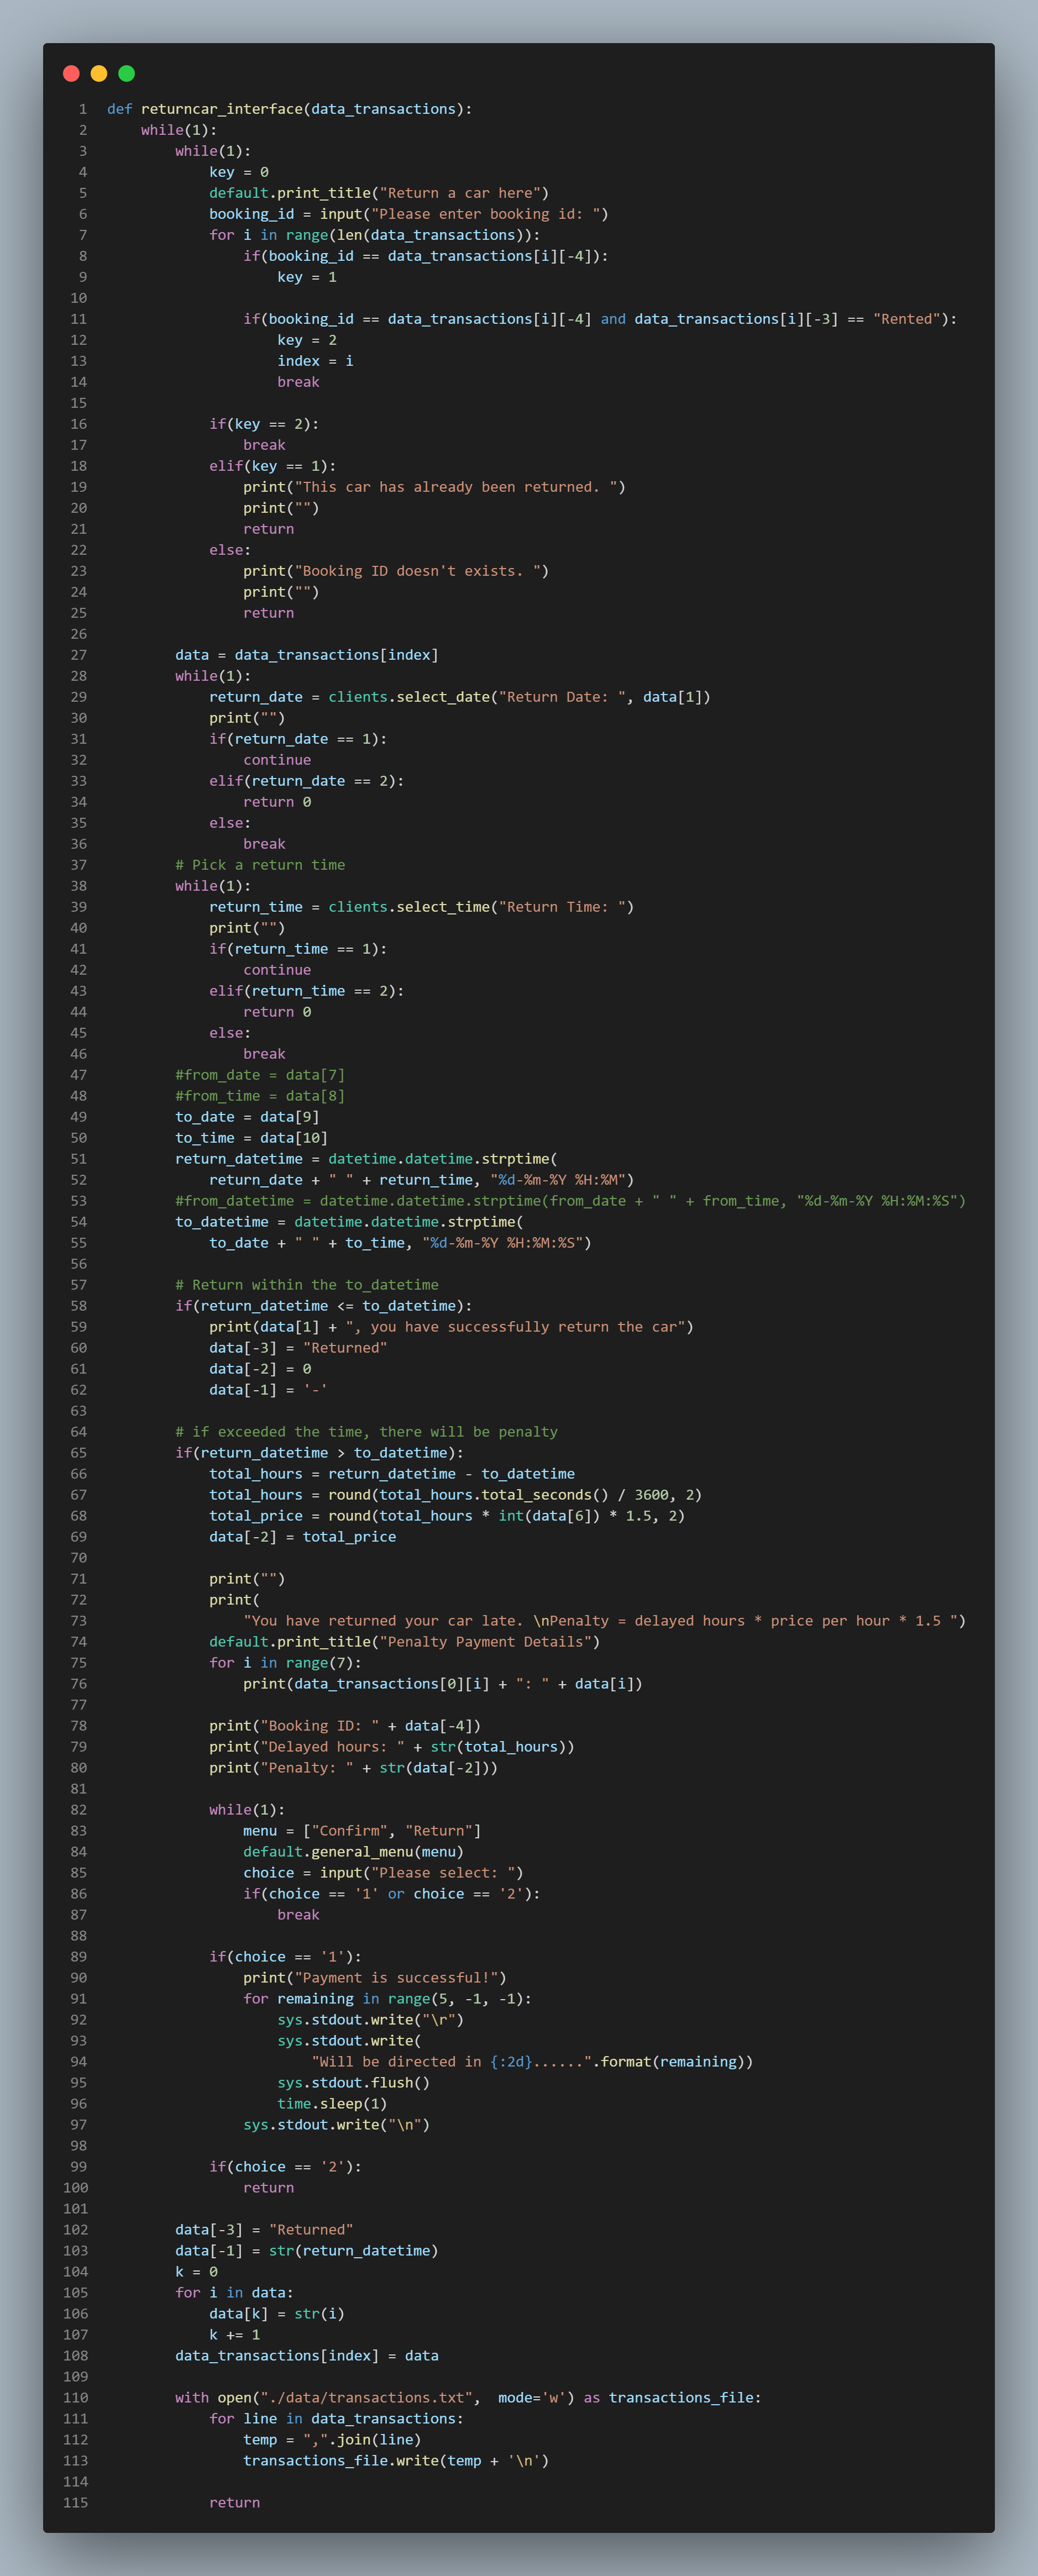 1 def returncar_interface(data_transactions):
2     while(1):
3         while(1):
4             key = 0
5             default.print_title("Return a car here")
6             booking_id = input("Please enter booking id: ")
7             for i in range(len(data_transactions)):
8                 if(booking_id == data_transactions[i][-4]):
9                     key = 1
10
11                 if(booking_id == data_transactions[i][-4] and data_transactions[i][-3] == "Rented"):
12                     key = 2
13                     index = i
14                     break
15
16             if(key == 2):
17                 break
18             elif(key == 1):
19                 print("This car has already been returned. ")
20                 print("")
21                 return
22             else:
23                 print("Booking ID doesn't exists. ")
24                 print("")
25                 return
26
27         data = data_transactions[index]
28         while(1):
29             return_date = clients.select_date("Return Date: ", data[1])
30             print("")
31             if(return_date == 1):
32                 continue
33             elif(return_date == 2):
34                 return 0
35             else:
36                 break
37         # Pick a return time
38         while(1):
39             return_time = clients.select_time("Return Time: ")
40             print("")
41             if(return_time == 1):
42                 continue
43             elif(return_time == 2):
44                 return 0
45             else:
46                 break
47         #from_date = data[7]
48         #from_time = data[8]
49         to_date = data[9]
50         to_time = data[10]
51         return_datetime = datetime.datetime.strptime(
52             return_date + " " + return_time, "%d-%m-%Y %H:%M")
53         #from_datetime = datetime.datetime.strptime(from_date + " " + from_time, "%d-%m-%Y %H:%M:%S")
54         to_datetime = datetime.datetime.strptime(
55             to_date + " " + to_time, "%d-%m-%Y %H:%M:%S")
56
57         # Return within the to_datetime
58         if(return_datetime <= to_datetime):
59             print(data[1] + ", you have successfully return the car")
60             data[-3] = "Returned"
61             data[-2] = 0
62             data[-1] = '-'
63
64         # if exceeded the time, there will be penalty
65         if(return_datetime > to_datetime):
66             total_hours = return_datetime - to_datetime
67             total_hours = round(total_hours.total_seconds() / 3600, 2)
68             total_price = round(total_hours * int(data[6]) * 1.5, 2)
69             data[-2] = total_price
70
71             print("")
72             print(
73                 "You have returned your car late. \nPenalty = delayed hours * price per hour * 1.5 ")
74             default.print_title("Penalty Payment Details")
75             for i in range(7):
76                 print(data_transactions[0][i] + ": " + data[i])
77
78             print("Booking ID: " + data[-4])
79             print("Delayed hours: " + str(total_hours))
80             print("Penalty: " + str(data[-2]))
81
82             while(1):
83                 menu = ["Confirm", "Return"]
84                 default.general_menu(menu)
85                 choice = input("Please select: ")
86                 if(choice == '1' or choice == '2'):
87                     break
88
89             if(choice == '1'):
90                 print("Payment is successful!")
91                 for remaining in range(5, -1, -1):
92                     sys.stdout.write("\r")
93                     sys.stdout.write(
94                         "Will be directed in {:2d}......".format(remaining))
95                     sys.stdout.flush()
96                     time.sleep(1)
97                 sys.stdout.write("\n")
98
99             if(choice == '2'):
100                 return
101
102         data[-3] = "Returned"
103         data[-1] = str(return_datetime)
104         k = 0
105         for i in data:
106             data[k] = str(i)
107             k += 1
108         data_transactions[index] = data
109
110         with open("./data/transactions.txt",  mode='w') as transactions_file:
111             for line in data_transactions:
112                 temp = ",".join(line)
113                 transactions_file.write(temp + '\n')
114
115             return